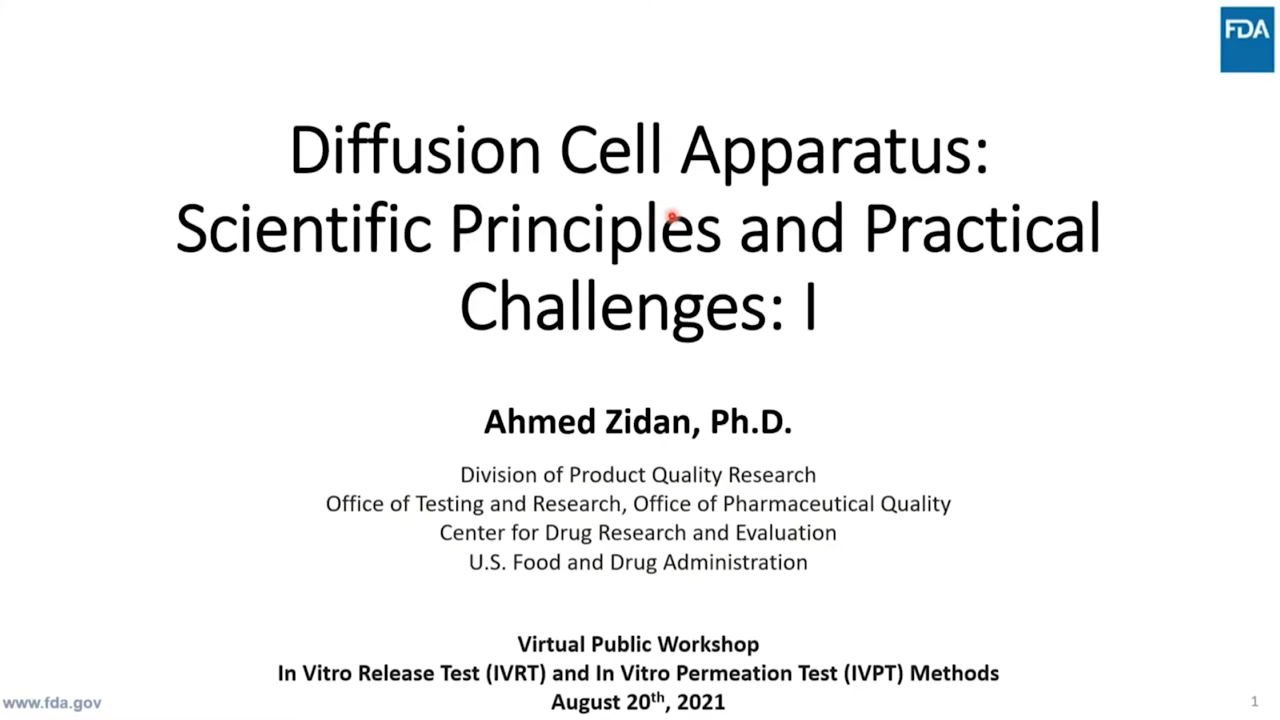 FDA
Diffusion Cell Apparatus:
Scientific Principles and Practical
Challenges: I
Ahmed Zidan, Ph.D.
Division of Product Quality Research
Office of Testing and Research, Office of Pharmaceutical Quality
Center for Drug Research and Evaluation
U.S. Food and Drug Administration
Virtual Public Workshop
In Vitro Release Test (IVRT) and In Vitro Permeation Test (IVPT) Methods
August 20th, 2021
www.fda.gov
1